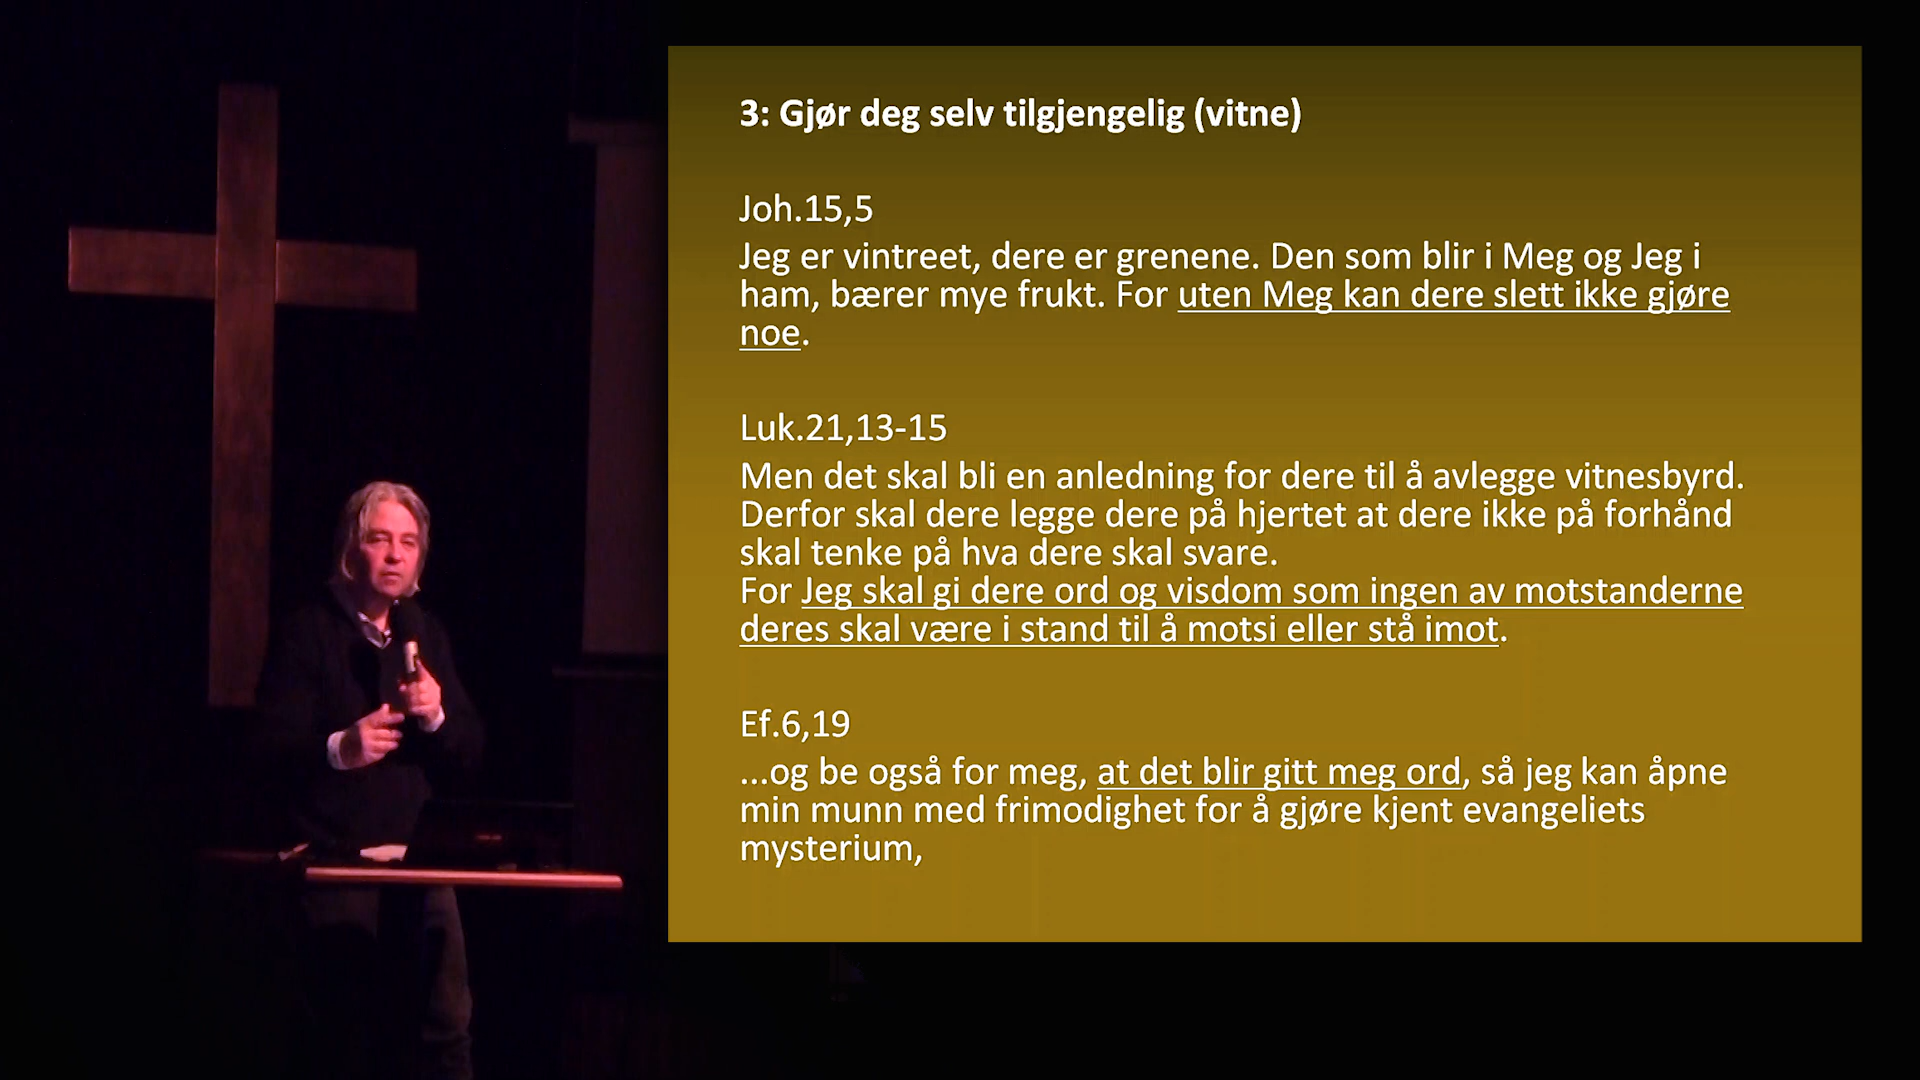 3: Gjør deg selv tilgjengelig (vitne)
Joh.15,5
Jeg er vintreet, dere er grenene. Den som blir i Meg og Jeg i
ham, bærer mye frukt. For uten Meg kan dere slett ikke gjøre
noe.
Luk.21,13-15
Men det skal bli en anledning for dere til å avlegge vitnesbyrd.
Derfor skal dere legge dere på hjertet at dere ikke på forhånd
skal tenke på hva dere skal svare.
For Jeg skal gi dere ord og visdom som ingen av motstanderne
deres skal være i stand til å motsi eller stå imot.
Ef.6,19
...og be også for meg, at det blir gitt meg ord, så jeg kan åpne
min munn med frimodighet for å gjøre kjent evangeliets
mysterium,